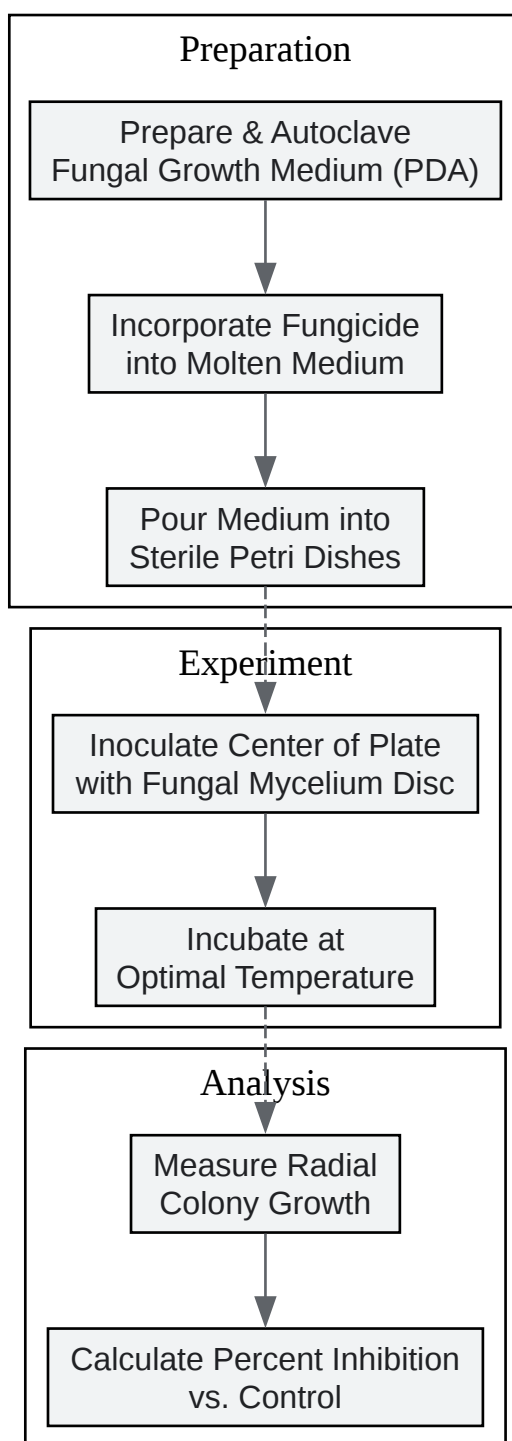 Preparation
Prepare & Autoclave
Fungal Growth Medium (PDA)
Incorporate Fungicide
into Molten Medium
Pour Medium into
Sterile Petri Dishes
Experiment
Inoculate Center of Plate
with Fungal Mycelium Disc
Incubate at
Optimal Temperature
Analysis
Measure Radial
Colony Growth
Calculate Percent Inhibition
vs. Control